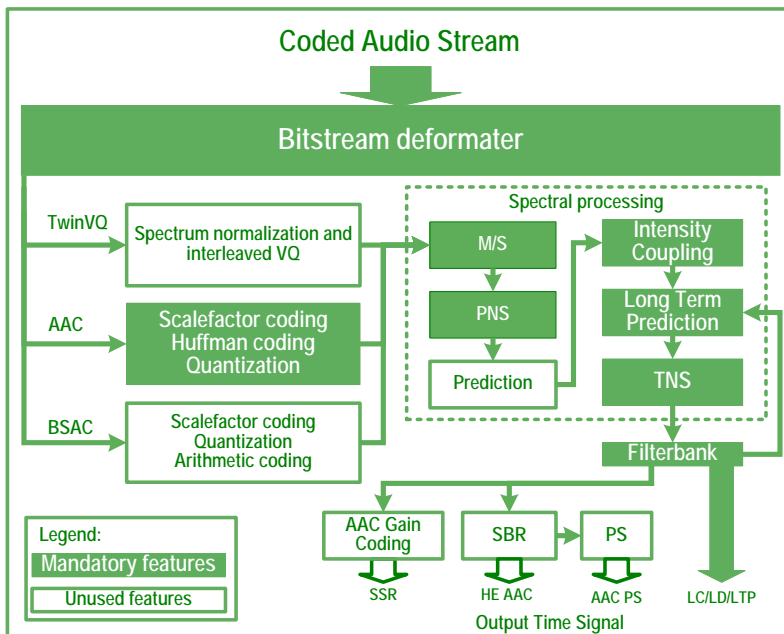 Coded Audio Stream
Bitstream deformater
TwinVQ
Spectrum normalization and
interleaved VQ
AAC
Scalefactor coding
Huffman coding
Quantization
BSAC
Scalefactor coding
Quantization
Arithmetic coding
Spectral processing
M/S
PNS
Prediction
Intensity
Coupling
Long Term
Prediction
TNS
Filterbank
AAC Gain
Coding
SBR
PS
SSR
HE AAC
AAC PS
LC/LD/LTP
Output Time Signal
Legend:
Mandatory features
Unused features